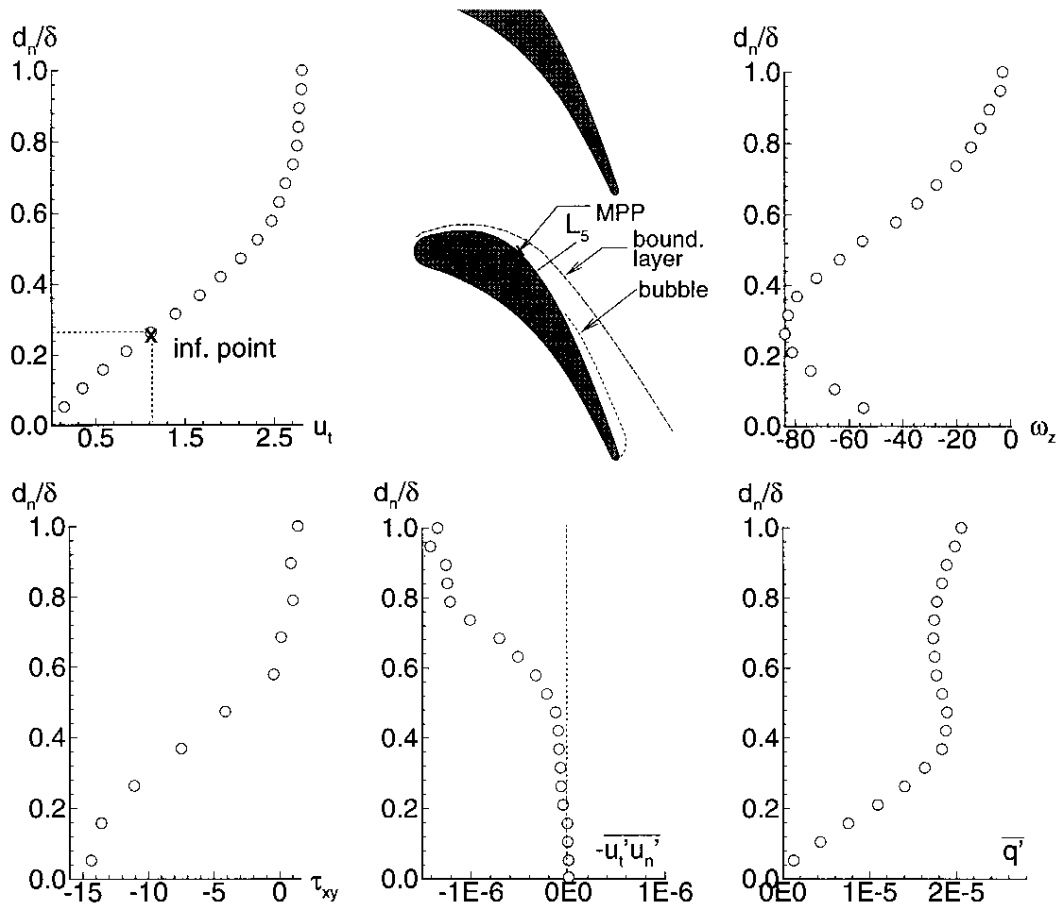 d_n/δ
1.0
0.8
0.6
0.4
0.2
0.0
0.5
1.5
2.5
u_t
inf. point
MPP
L_5
bound.
layer
bubble
d_n/δ
1.0
0.8
0.6
0.4
0.2
0.0
-80
-60
-40
-20
0
ω_z
d_n/δ
1.0
0.8
0.6
0.4
0.2
0.0
-15
-10
-5
0
τ_xy
d_n/δ
1.0
0.8
0.6
0.4
0.2
0.0
-1E-6
0E0
1E-6
-u_t'u_n'
d_n/δ
1.0
0.8
0.6
0.4
0.2
0.0
0E0
1E-5
2E-5
q'